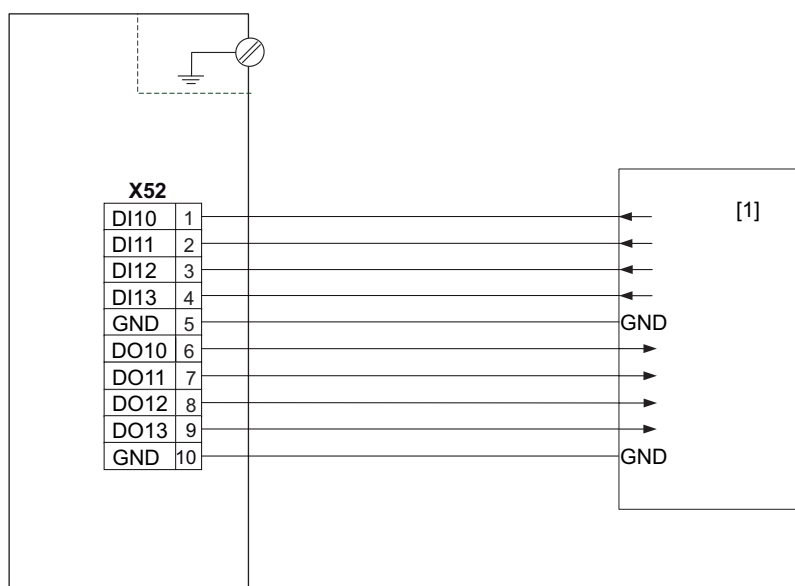 X52
DI10 1 [1]
DI11 2
DI12 3
DI13 4
GND 5 GND
DO10 6
DO11 7
DO12 8
DO13 9
GND 10 GND